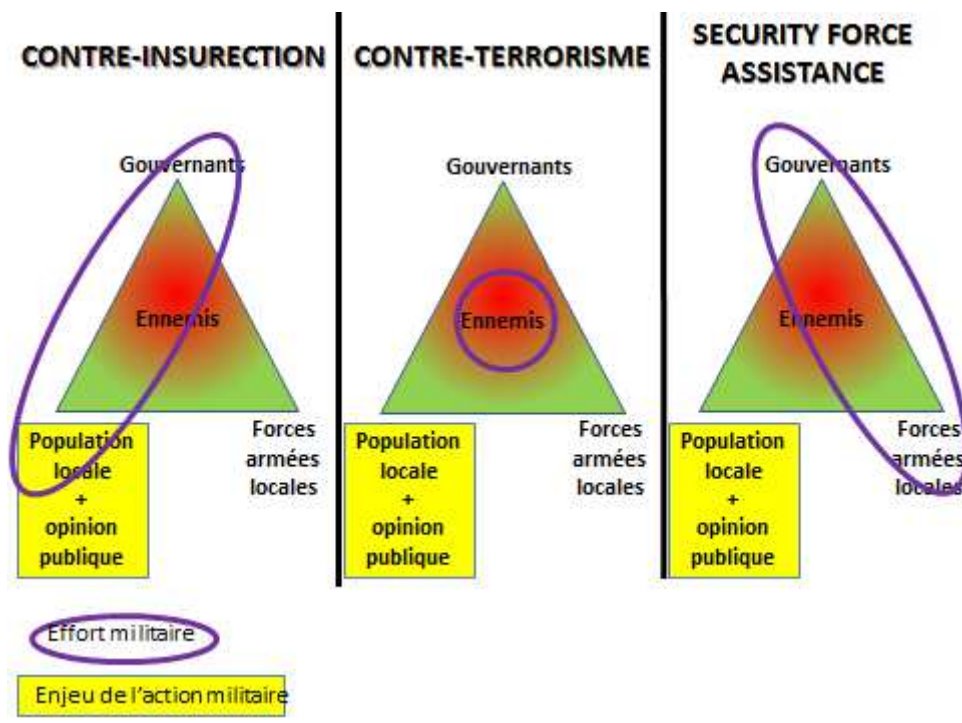 CONTRE-INSURECTION
Gouvernants
Ennemis
Population
locale
+
opinion
publique
Forces
armées
locales
CONTRE-TERRORISME
Gouvernants
Ennemis
Population
locale
+
opinion
publique
Forces
armées
locales
SECURITY FORCE
ASSISTANCE
Gouvernants
Ennemis
Population
locale
+
opinion
publique
Forces
armées
locales
Effort militaire
Enjeu de l'action militaire